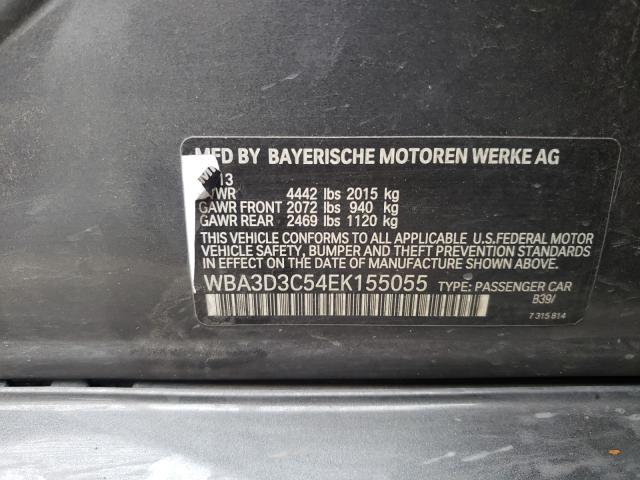 MFD BY BAYERISCHE MOTOREN WERKE AG
13
4442 lbs 2015 kg
GAWR FRONT 2072 lbs 940 kg
GAWR REAR 2469 lbs 1120 kg
THIS VEHICLE CONFORMS TO ALL APPLICABLE U.S.FEDERAL MOTOR
VEHICLE SAFETY, BUMPER AND THEFT PREVENTION STANDARDS
IN EFFECT ON THE DATE OF MANUFACTURE SHOWN ABOVE.
WBA3D3C54EK155055 TYPE: PASSENGER CAR
B39/
7 315 814